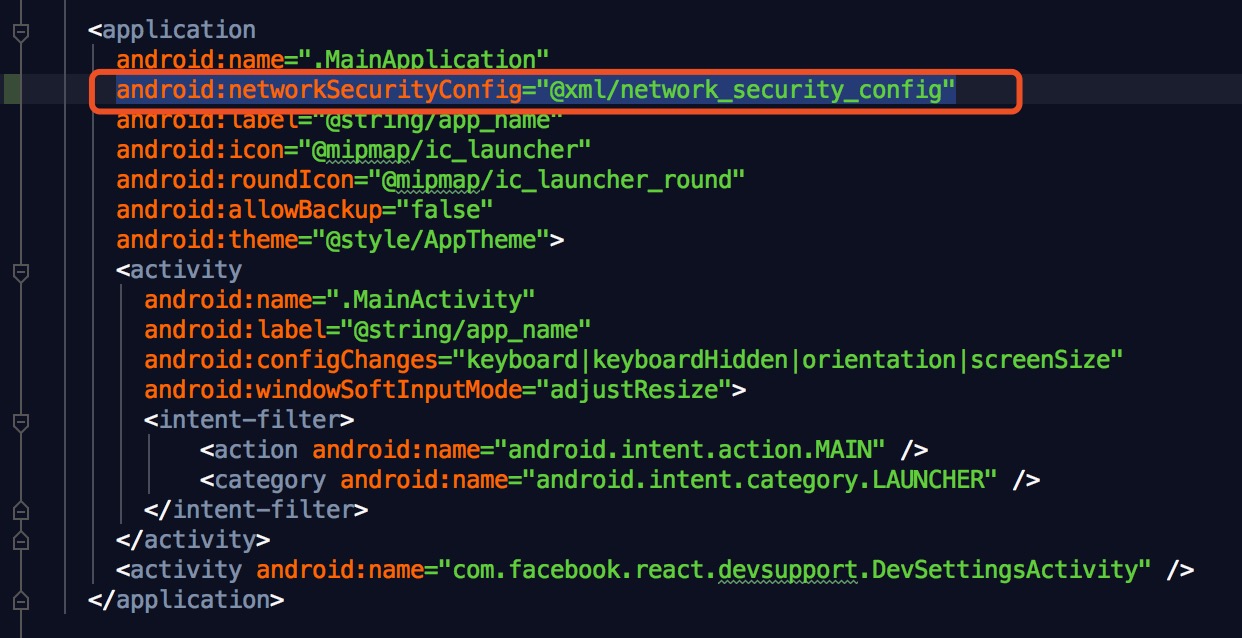 <application
android:name=".MainApplication"
android:networkSecurityConfig="@xml/network_security_config"
android:label="@string/app_name"
android:icon="@mipmap/ic_launcher"
android:roundIcon="@mipmap/ic_launcher_round"
android:allowBackup="false"
android:theme="@style/AppTheme">
<activity
android:name=".MainActivity"
android:label="@string/app_name"
android:configChanges="keyboard|keyboardHidden|orientation|screenSize"
android:windowSoftInputMode="adjustResize">
<intent-filter>
<action android:name="android.intent.action.MAIN" />
<category android:name="android.intent.category.LAUNCHER" />
</intent-filter>
</activity>
<activity android:name="com.facebook.react.devsupport.DevSettingsActivity" />
</application>